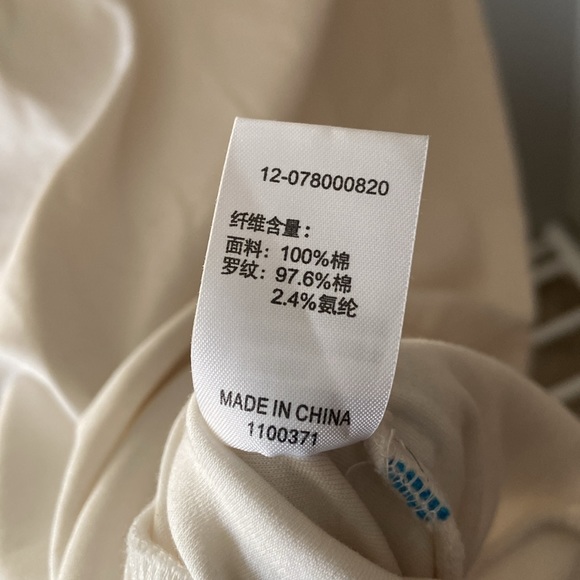 12-078000820
纤维含量：
面料：100%棉
罗纹：97.6%棉
2.4%氨纶
MADE IN CHINA
1100371